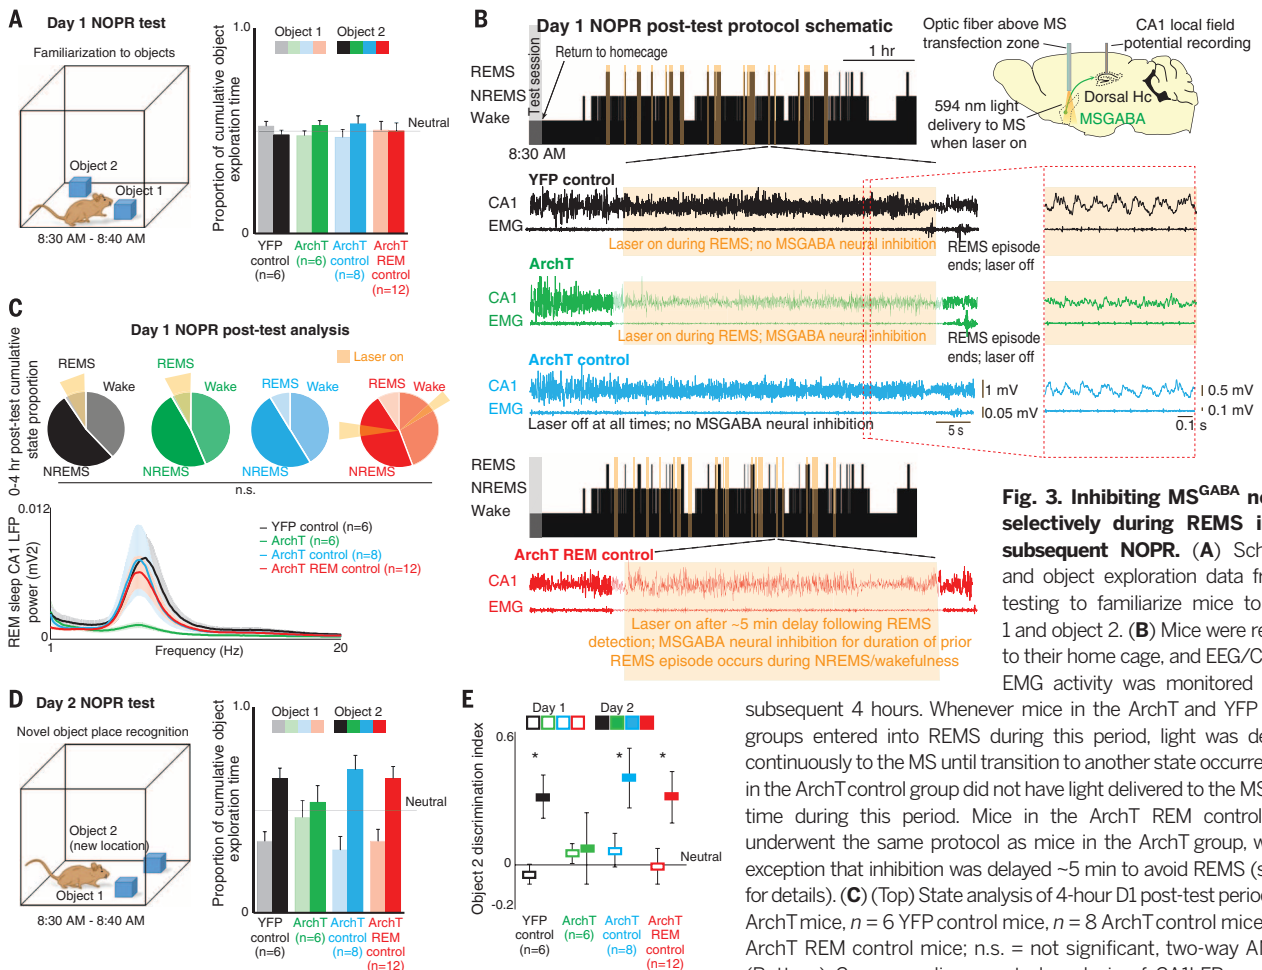 A Day 1 NOPR test
Familiarization to objects
Object 2
Object 1
8:30 AM - 8:40 AM
Proportion of cumulative object
exploration time
1.0
0
Object 1 Object 2
Neutral
YFP
control
(n=6)
ArchT
(n=6)
ArchT
control
(n=8)
ArchT
REM
control
(n=12)
B Day 1 NOPR post-test protocol schematic
Test session
Return to homecage
1 hr
REMS
NREMS
Wake
8:30 AM
Optic fiber above MS
transfection zone
CA1 local field
potential recording
594 nm light
delivery to MS
when laser on
Dorsal Hc
MSGABA
YFP control
CA1
EMG
Laser on during REMS; no MSGABA neural inhibition
REMS episode
ends; laser off
ArchT
CA1
EMG
Laser on during REMS; MSGABA neural inhibition
REMS episode
ends; laser off
ArchT control
CA1
EMG
Laser off at all times; no MSGABA neural inhibition
1 mV
0.05 mV
5 s
0.5 mV
0.1 mV
0.1
s
REMS
NREMS
Wake
ArchT REM control
CA1
EMG
Laser on after ~5 min delay following REMS
detection; MSGABA neural inhibition for duration of prior
REMS episode occurs during NREMS/wakefulness
C Day 1 NOPR post-test analysis
Laser on
0-4 hr post-test cumulative
state proportion
REMS
Wake
NREMS
REMS
Wake
NREMS
REMS
Wake
NREMS
REMS
Wake
NREMS
n.s.
REM sleep CA1 LFP
power (mV2)
0.012
0
1
20
Frequency (Hz)
– YFP control (n=6)
– ArchT (n=6)
– ArchT control (n=8)
– ArchT REM control (n=12)
D Day 2 NOPR test
Novel object place recognition
Object 2
(new location)
Object 1
8:30 AM - 8:40 AM
Proportion of cumulative object
exploration time
1.0
0
Object 1 Object 2
Neutral
YFP
control
(n=6)
ArchT
(n=6)
ArchT
control
(n=8)
ArchT
REM
control
(n=12)
E
Day 1 Day 2
Object 2 discrimination index
0.6
0
-0.2
*
*
*
Neutral
YFP
control
(n=6)
ArchT
(n=6)
ArchT
control
(n=8)
ArchT
REM
control
(n=12)
Fig. 3. Inhibiting MSGABA ne
selectively during REMS i
subsequent NOPR. (A) Sch
and object exploration data fr
testing to familiarize mice to
1 and object 2. (B) Mice were re
to their home cage, and EEG/C
EMG activity was monitored
subsequent 4 hours. Whenever mice in the ArchT and YFP
groups entered into REMS during this period, light was de
continuously to the MS until transition to another state occurre
in the ArchT control group did not have light delivered to the MS
time during this period. Mice in the ArchT REM control
underwent the same protocol as mice in the ArchT group, w
exception that inhibition was delayed ~5 min to avoid REMS (s
for details). (C) (Top) State analysis of 4-hour D1 post-test period
ArchT mice, n = 6 YFP control mice, n = 8 ArchT control mice
ArchT REM control mice; n.s. = not significant, two-way A